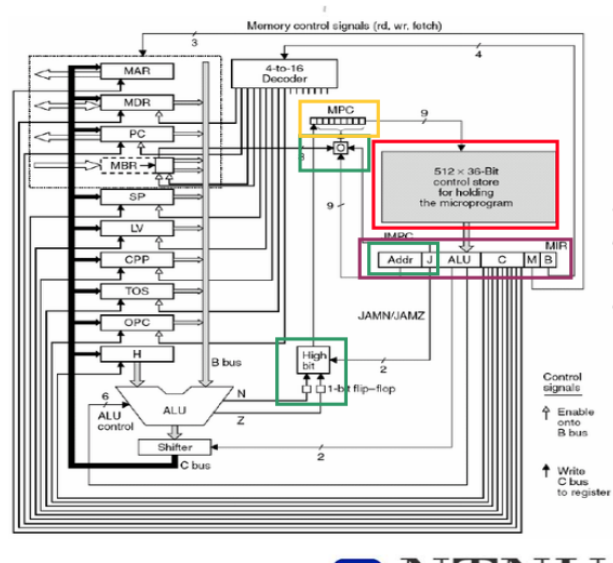 Memory control signals (rd, wr, fetch)
3
4
MAR
4-to-16
Decoder
MDR
MPC
9
PC
O
8
MBR
512 × 36-Bit
control store
for holding
the microprogram
SP
9
LV
JMPC
MIR
CPP
Addr
J
ALU
C
M
B
TOS
JAMN/JAMZ
OPC
H
B bus
High
bit
2
Control
signals
6
N
1-bit flip–flop
ALU
control
ALU
Z
Enable
onto
B bus
Shifter
2
C bus
Write
C bus
to register